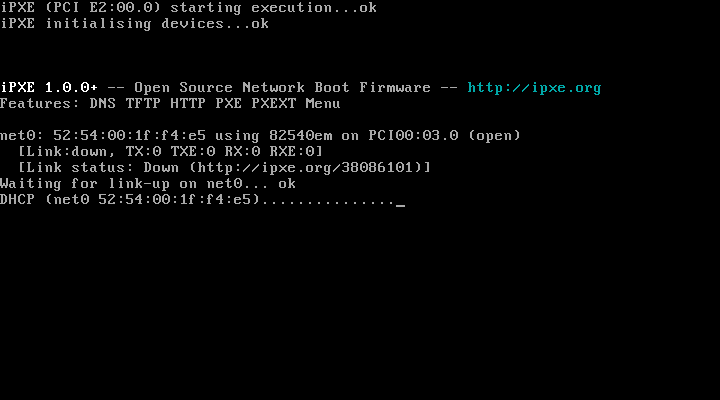 iPXE (PCI E2:00.0) starting execution...ok
iPXE initialising devices...ok
iPXE 1.0.0+ -- Open Source Network Boot Firmware -- http://ipxe.org
Features: DNS TFTP HTTP PXE PXEXT Menu
net0: 52:54:00:1f:f4:e5 using 82540em on PCI00:03.0 (open)
[Link:down, TX:0 TXE:0 RX:0 RXE:0]
[Link status: Down (http://ipxe.org/38086101)]
Waiting for link-up on net0... ok
DHCP (net0 52:54:00:1f:f4:e5)..............._